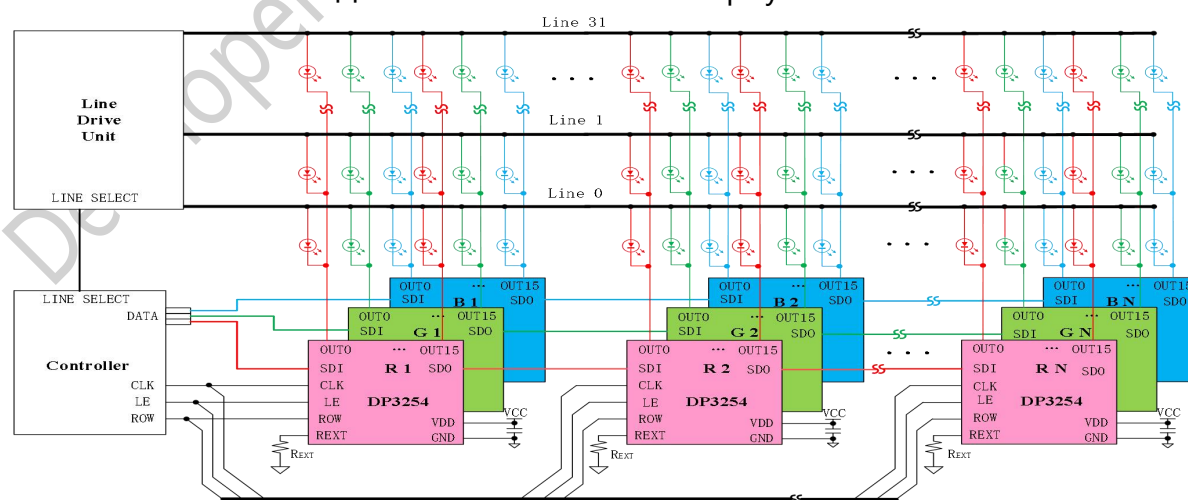 Line 31
Line
Drive
Unit
Line 1
LINE SELECT
Line 0
OUT0 ... OUT15
SDI B 1 SDO
OUT0 ... OUT15
SDI G 1 SDO
OUT0 ... OUT15
SDI R 1 SDO
CLK
LE DP3254
ROW VDD
REXT GND
VCC
REXT
OUT0 ... OUT15
SDI B 2 SDO
OUT0 ... OUT15
SDI G 2 SDO
OUT0 ... OUT15
SDI R 2 SDO
CLK
LE DP3254
ROW VDD
REXT GND
VCC
REXT
OUT0 ... OUT15
SDI B N SDO
OUT0 ... OUT15
SDI G N SDO
OUT0 ... OUT15
SDI R N SDO
CLK
LE DP3254
ROW VDD
REXT GND
VCC
REXT
LINE SELECT
DATA
Controller
CLK
LE
ROW